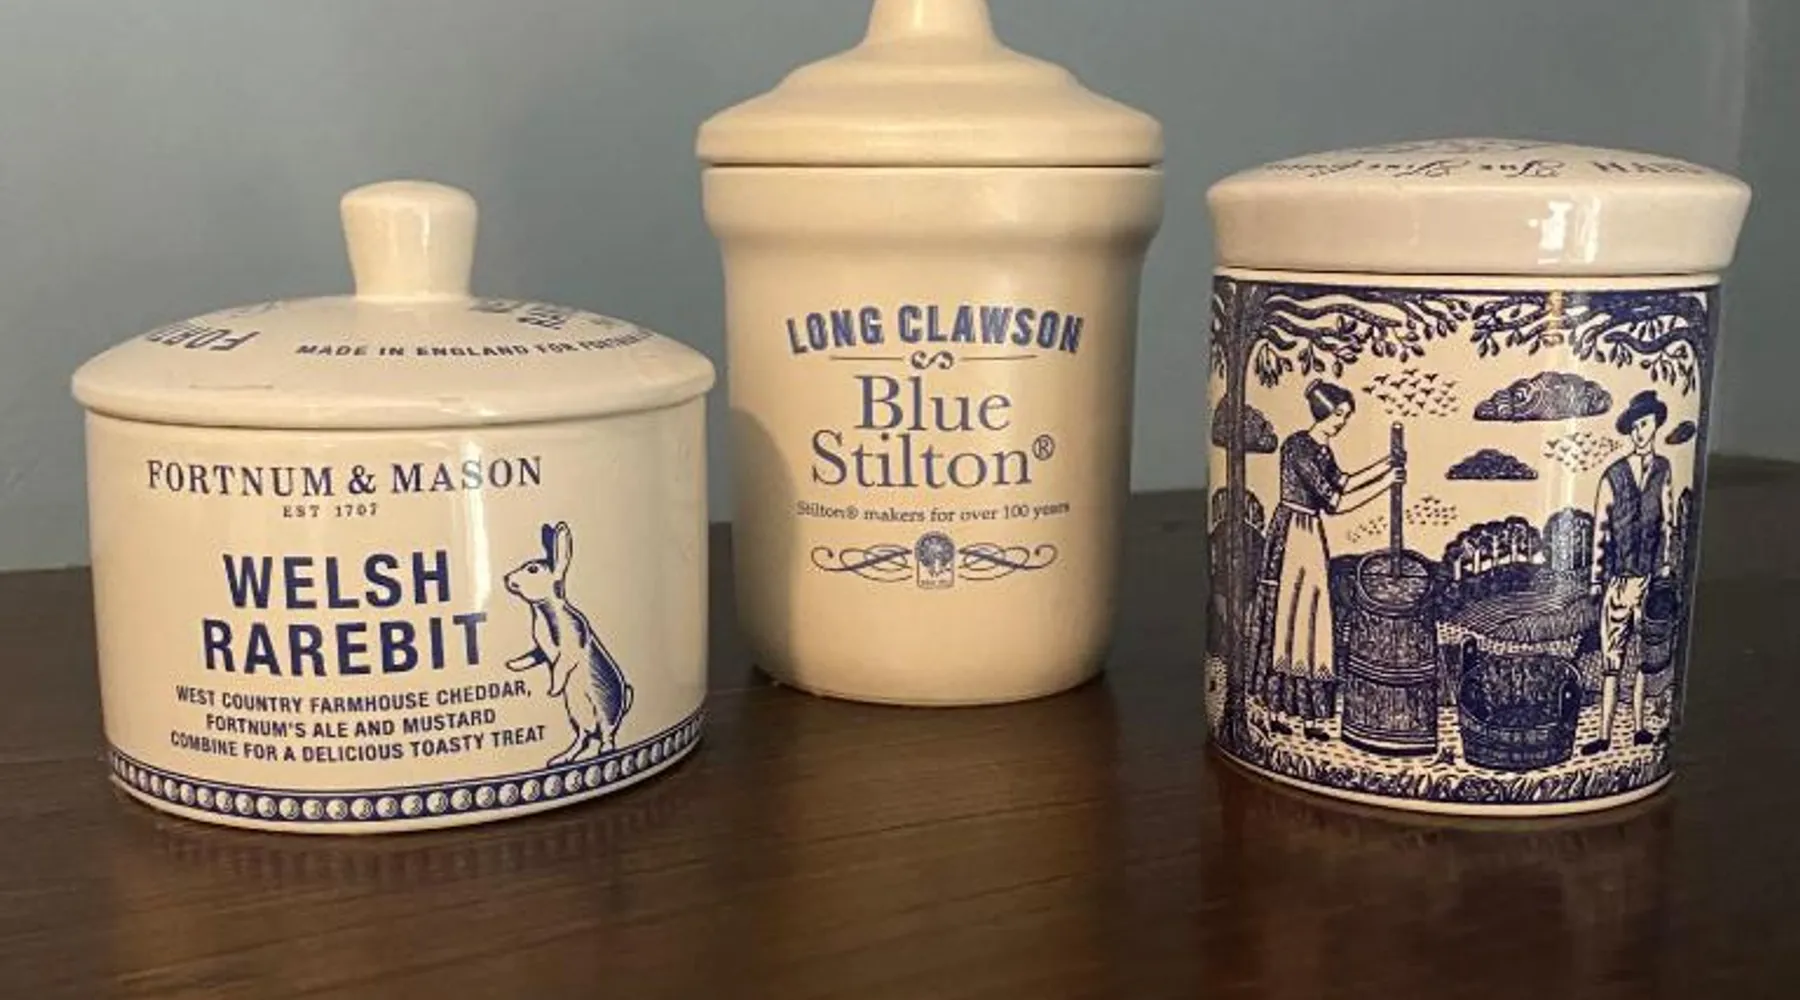 MADE IN ENGLAND FOR
FORTNUM & MASON
EST 1707
WELSH
RAREBIT
WEST COUNTRY FARMHOUSE CHEDDAR,
FORTNUM'S ALE AND MUSTARD
COMBINE FOR A DELICIOUS TOASTY TREAT
LONG CLAWSON
Blue
Stilton®
Stilton® makers for over 100 years